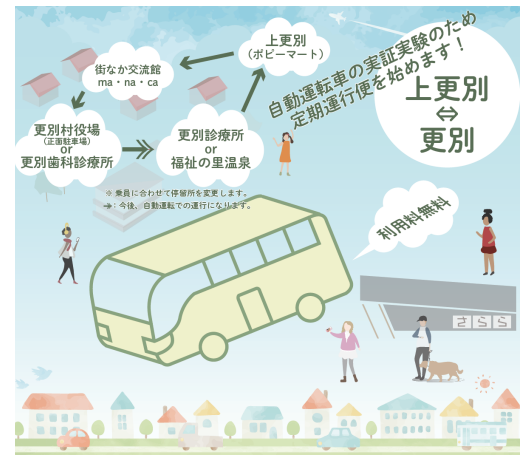 自動運転車の実証実験のため
定期運行便を始めます！
上更別
⇔
更別
上更別
（ポピーマート）
街なか交流館
ma・na・ca
更別村役場
（正面駐車場）
or
更別歯科診療所
更別診療所
or
福祉の里温泉
※ 乗員に合わせて停留所を変更します。
：今後、自動運転での運行になります。
利用料無料
さらら